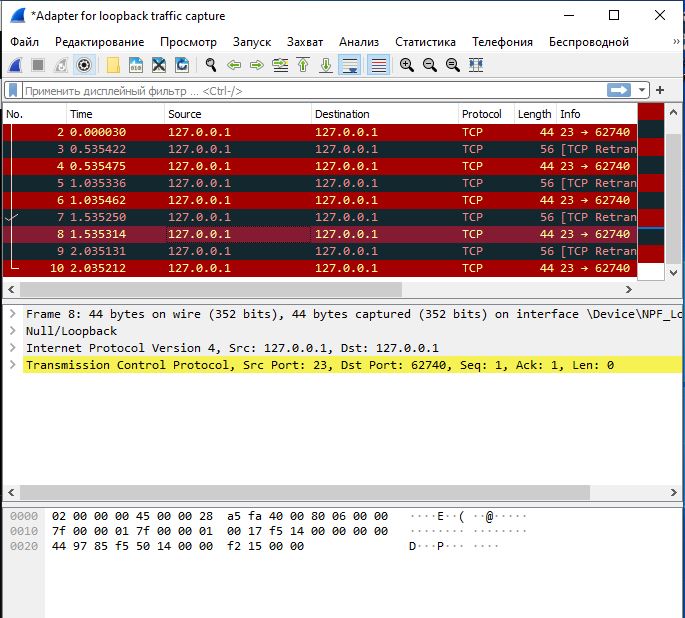 *Adapter for loopback traffic capture
Файл Редактирование Просмотр Запуск Захват Анализ Статистика Телефония Беспроводной »
Применить дисплейный фильтр ... <Ctrl-/>
No. Time Source Destination Protocol Length Info
2 0.000030 127.0.0.1 127.0.0.1 TCP 44 23 → 62740
3 0.535422 127.0.0.1 127.0.0.1 TCP 56 [TCP Retran
4 0.535475 127.0.0.1 127.0.0.1 TCP 44 23 → 62740
5 1.035336 127.0.0.1 127.0.0.1 TCP 56 [TCP Retran
6 1.035462 127.0.0.1 127.0.0.1 TCP 44 23 → 62740
7 1.535250 127.0.0.1 127.0.0.1 TCP 56 [TCP Retran
8 1.535314 127.0.0.1 127.0.0.1 TCP 44 23 → 62740
9 2.035131 127.0.0.1 127.0.0.1 TCP 56 [TCP Retran
10 2.035212 127.0.0.1 127.0.0.1 TCP 44 23 → 62740
Frame 8: 44 bytes on wire (352 bits), 44 bytes captured (352 bits) on interface \Device\NPF_Lo
Null/Loopback
Internet Protocol Version 4, Src: 127.0.0.1, Dst: 127.0.0.1
Transmission Control Protocol, Src Port: 23, Dst Port: 62740, Seq: 1, Ack: 1, Len: 0
0000 02 00 00 00 45 00 00 28 a5 fa 40 00 80 06 00 00 ····E··( ··@·····
0010 7f 00 00 01 7f 00 00 01 00 17 f5 14 00 00 00 00 ········ ········
0020 44 97 85 f5 50 14 00 00 f2 15 00 00 D···P··· ····